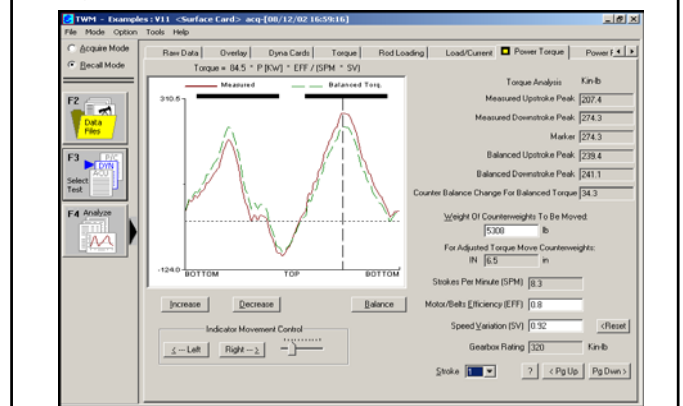 TWM - Examples : V11 <Surface Card> acq-[08/12/02 16:59:16]
File Mode Option Tools Help
Acquire Mode
Recall Mode
F2
Data
Files
F3
P/C
DYN
ACU
Select
Test
F4 Analyze
Raw Data Overlay Dyna Cards Torque Rod Loading Load/Current Power Torque Power F
Torque = 84.5 * P [KW] * EFF / (SPM * SV)
Measured Balanced Torq.
310.5
-124.0
BOTTOM TOP BOTTOM
Increase Decrease Balance
Indicator Movement Control
< -- Left Right -- >
Torque Analysis Kin-lb
Measured Upstroke Peak 207.4
Measured Downstroke Peak 274.3
Marker 274.3
Balanced Upstroke Peak 239.4
Balanced Downstroke Peak 241.1
Counter Balance Change For Balanced Torque 34.3
Weight Of Counterweights To Be Moved:
5308 lb
For Adjusted Torque Move Counterweights:
IN 6.5 in
Strokes Per Minute (SPM) 8.3
Motor/Belts Efficiency (EFF) 0.8
Speed Variation (SV) 0.92 <Reset
Gearbox Rating 320 Kin-lb
Stroke 1 ? < Pg Up Pg Dwn >